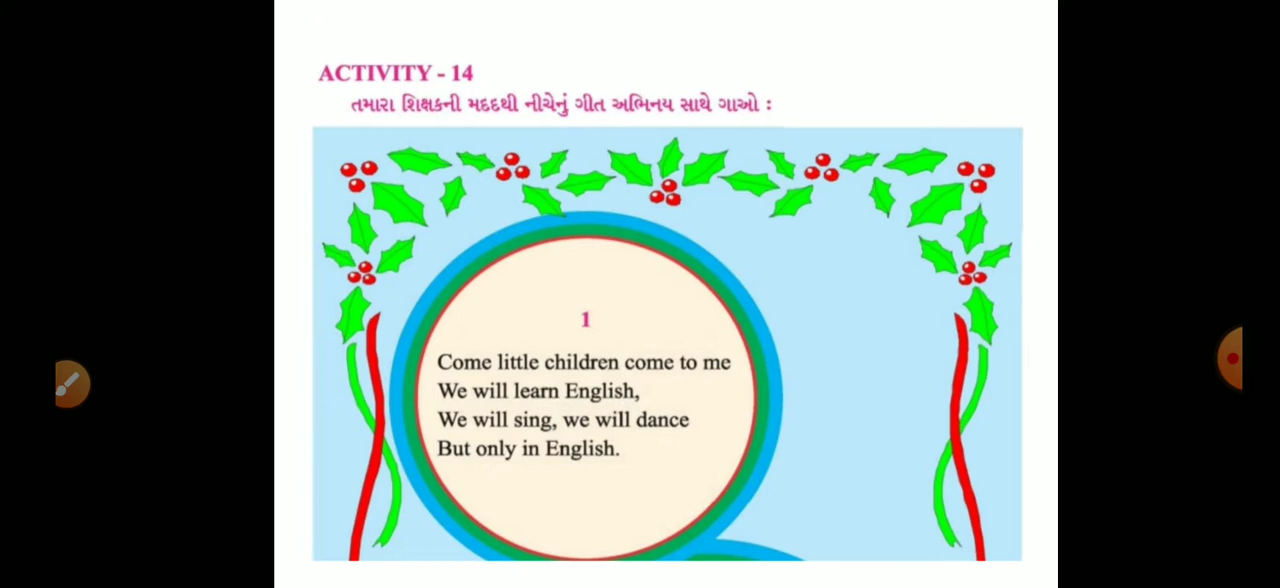 ACTIVITY - 14
તમારા શિક્ષકની મદદથી નીચેનું ગીત અભિનય સાથે ગાઓ :
1
Come little children come to me
We will learn English,
We will sing, we will dance
But only in English.